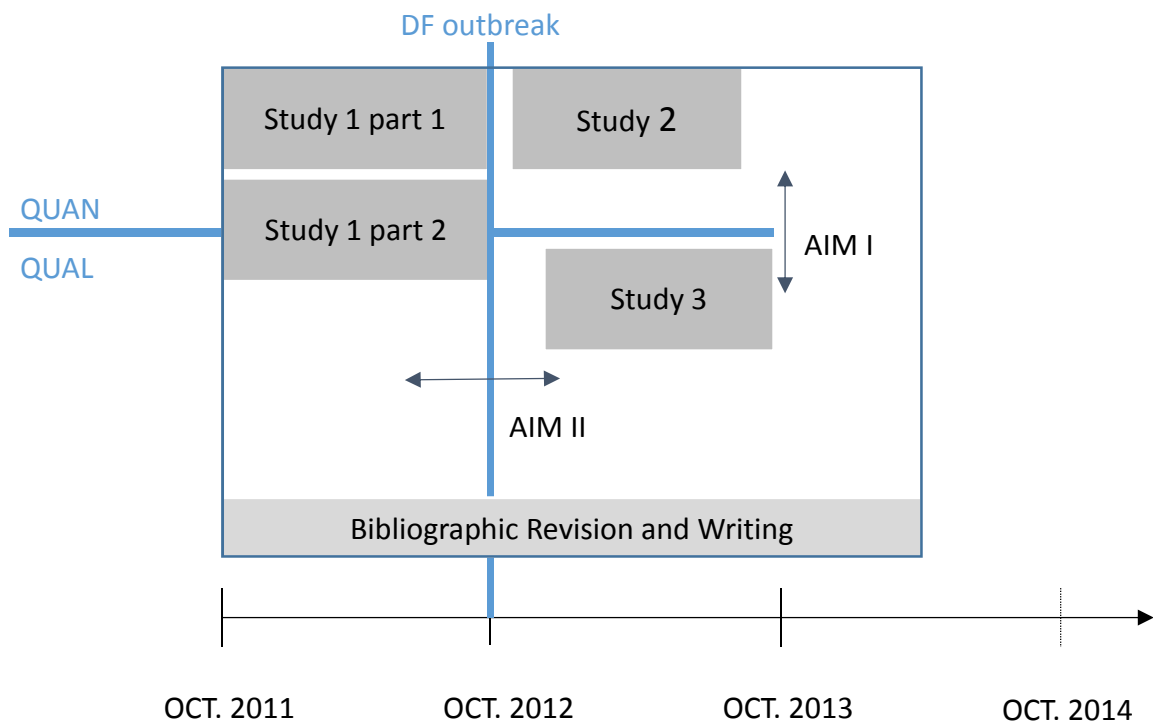 DF outbreak
Study 1 part 1
Study 2
QUAN
Study 1 part 2
QUAL
AIM I
Study 3
AIM II
Bibliographic Revision and Writing
OCT. 2011
OCT. 2012
OCT. 2013
OCT. 2014